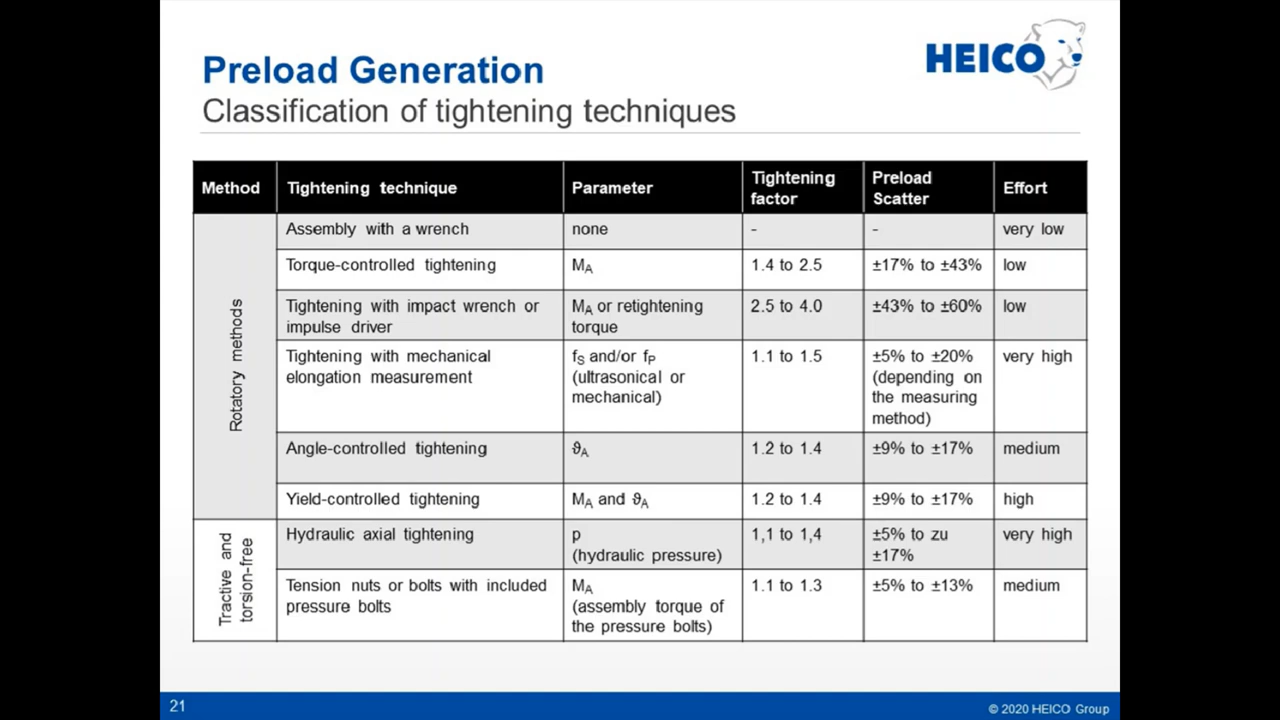 HEICO
Preload Generation
Classification of tightening techniques
Method Tightening technique Parameter Tightening factor Preload Scatter Effort
Rotatory methods
Assembly with a wrench none - - very low
Torque-controlled tightening MA 1.4 to 2.5 ±17% to ±43% low
Tightening with impact wrench or impulse driver MA or retightening torque 2.5 to 4.0 ±43% to ±60% low
Tightening with mechanical elongation measurement fS and/or fP (ultrasonical or mechanical) 1.1 to 1.5 ±5% to ±20% (depending on the measuring method) very high
Angle-controlled tightening ϑA 1.2 to 1.4 ±9% to ±17% medium
Yield-controlled tightening MA and ϑA 1.2 to 1.4 ±9% to ±17% high
Tractive and torsion-free
Hydraulic axial tightening p (hydraulic pressure) 1,1 to 1,4 ±5% to zu ±17% very high
Tension nuts or bolts with included pressure bolts MA (assembly torque of the pressure bolts) 1.1 to 1.3 ±5% to ±13% medium
21
© 2020 HEICO Group